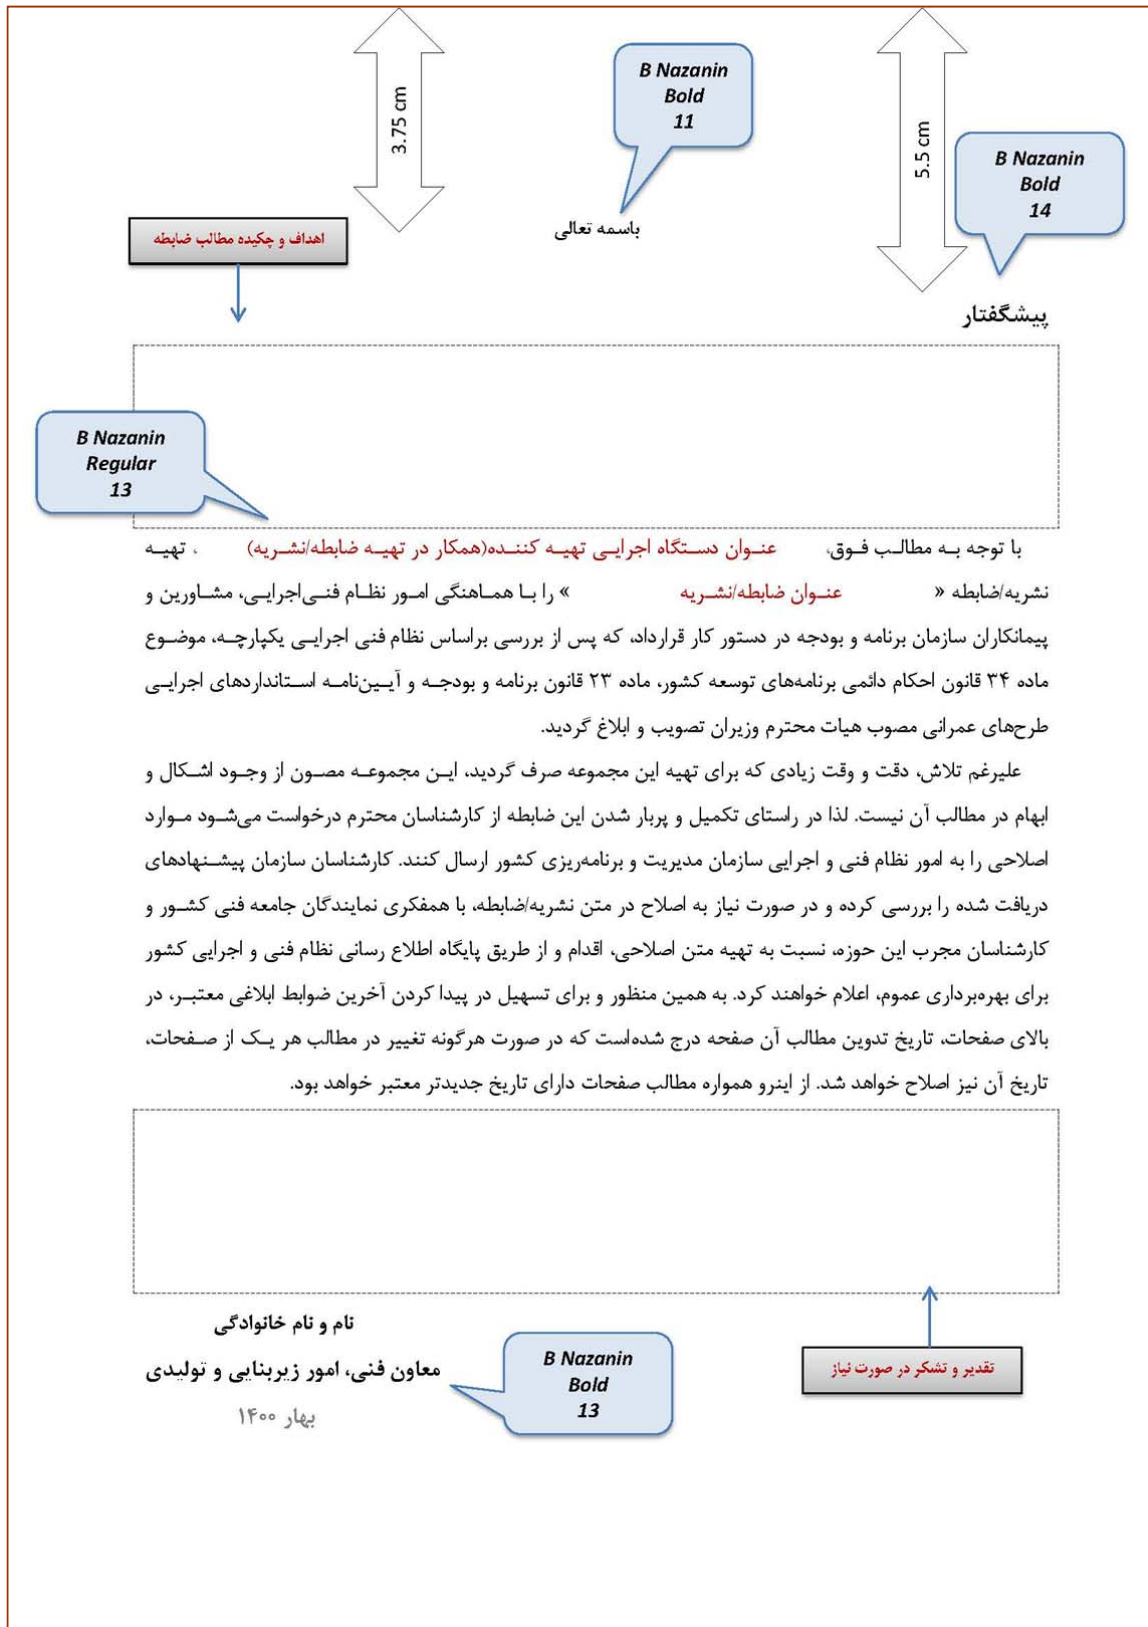 3.75 cm
B Nazanin
Bold
11
5.5 cm
B Nazanin
Bold
14
باسمه تعالی
اهداف و چکیده مطالب ضابطه
پیشگفتار
B Nazanin
Regular
13
با توجه به مطالب فوق، عنوان دستگاه اجرایی تهیه کننده(همکار در تهیه ضابطه/نشریه) ، تهیه
نشریه/ضابطه « عنوان ضابطه/نشریه » را با هماهنگی امور نظام فنی‌اجرایی، مشاورین و
پیمانکاران سازمان برنامه و بودجه در دستور کار قرارداد، که پس از بررسی براساس نظام فنی اجرایی یکپارچه، موضوع
ماده ۳۴ قانون احکام دائمی برنامه‌های توسعه کشور، ماده ۲۳ قانون برنامه و بودجه و آیین‌نامه استانداردهای اجرایی
طرح‌های عمرانی مصوب هیات محترم وزیران تصویب و ابلاغ گردید.
علیرغم تلاش، دقت و وقت زیادی که برای تهیه این مجموعه صرف گردید، این مجموعه مصون از وجود اشکال و
ابهام در مطالب آن نیست. لذا در راستای تکمیل و پربار شدن این ضابطه از کارشناسان محترم درخواست می‌شود موارد
اصلاحی را به امور نظام فنی و اجرایی سازمان مدیریت و برنامه‌ریزی کشور ارسال کنند. کارشناسان سازمان پیشنهادهای
دریافت شده را بررسی کرده و در صورت نیاز به اصلاح در متن نشریه/ضابطه، با همفکری نمایندگان جامعه فنی کشور و
کارشناسان مجرب این حوزه، نسبت به تهیه متن اصلاحی، اقدام و از طریق پایگاه اطلاع رسانی نظام فنی و اجرایی کشور
برای بهره‌برداری عموم، اعلام خواهند کرد. به همین منظور و برای تسهیل در پیدا کردن آخرین ضوابط ابلاغی معتبر، در
بالای صفحات، تاریخ تدوین مطالب آن صفحه درج شده‌است که در صورت هرگونه تغییر در مطالب هر یک از صفحات،
تاریخ آن نیز اصلاح خواهد شد. از اینرو همواره مطالب صفحات دارای تاریخ جدیدتر معتبر خواهد بود.
نام و نام خانوادگی
معاون فنی، امور زیربنایی و تولیدی
بهار ۱۴۰۰
B Nazanin
Bold
13
تقدیر و تشکر در صورت نیاز